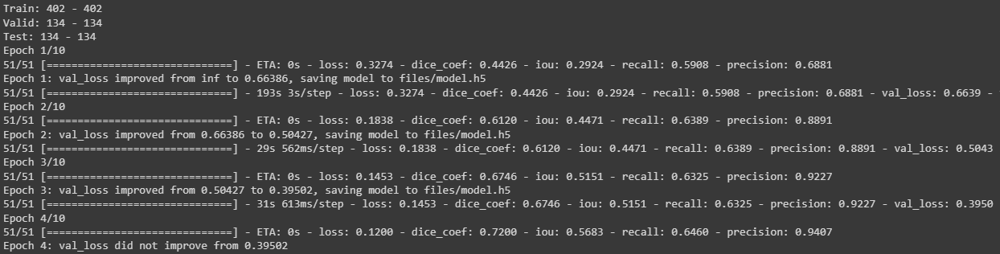 Train: 402 - 402
Valid: 134 - 134
Test: 134 - 134
Epoch 1/10
51/51 [==============================] - ETA: 0s - loss: 0.3274 - dice_coef: 0.4426 - iou: 0.2924 - recall: 0.5908 - precision: 0.6881
Epoch 1: val_loss improved from inf to 0.66386, saving model to files/model.h5
51/51 [==============================] - 193s 3s/step - loss: 0.3274 - dice_coef: 0.4426 - iou: 0.2924 - recall: 0.5908 - precision: 0.6881 - val_loss: 0.6639 -
Epoch 2/10
51/51 [==============================] - ETA: 0s - loss: 0.1838 - dice_coef: 0.6120 - iou: 0.4471 - recall: 0.6389 - precision: 0.8891
Epoch 2: val_loss improved from 0.66386 to 0.50427, saving model to files/model.h5
51/51 [==============================] - 29s 562ms/step - loss: 0.1838 - dice_coef: 0.6120 - iou: 0.4471 - recall: 0.6389 - precision: 0.8891 - val_loss: 0.5043
Epoch 3/10
51/51 [==============================] - ETA: 0s - loss: 0.1453 - dice_coef: 0.6746 - iou: 0.5151 - recall: 0.6325 - precision: 0.9227
Epoch 3: val_loss improved from 0.50427 to 0.39502, saving model to files/model.h5
51/51 [==============================] - 31s 613ms/step - loss: 0.1453 - dice_coef: 0.6746 - iou: 0.5151 - recall: 0.6325 - precision: 0.9227 - val_loss: 0.3950
Epoch 4/10
51/51 [==============================] - ETA: 0s - loss: 0.1200 - dice_coef: 0.7200 - iou: 0.5683 - recall: 0.6460 - precision: 0.9407
Epoch 4: val_loss did not improve from 0.39502